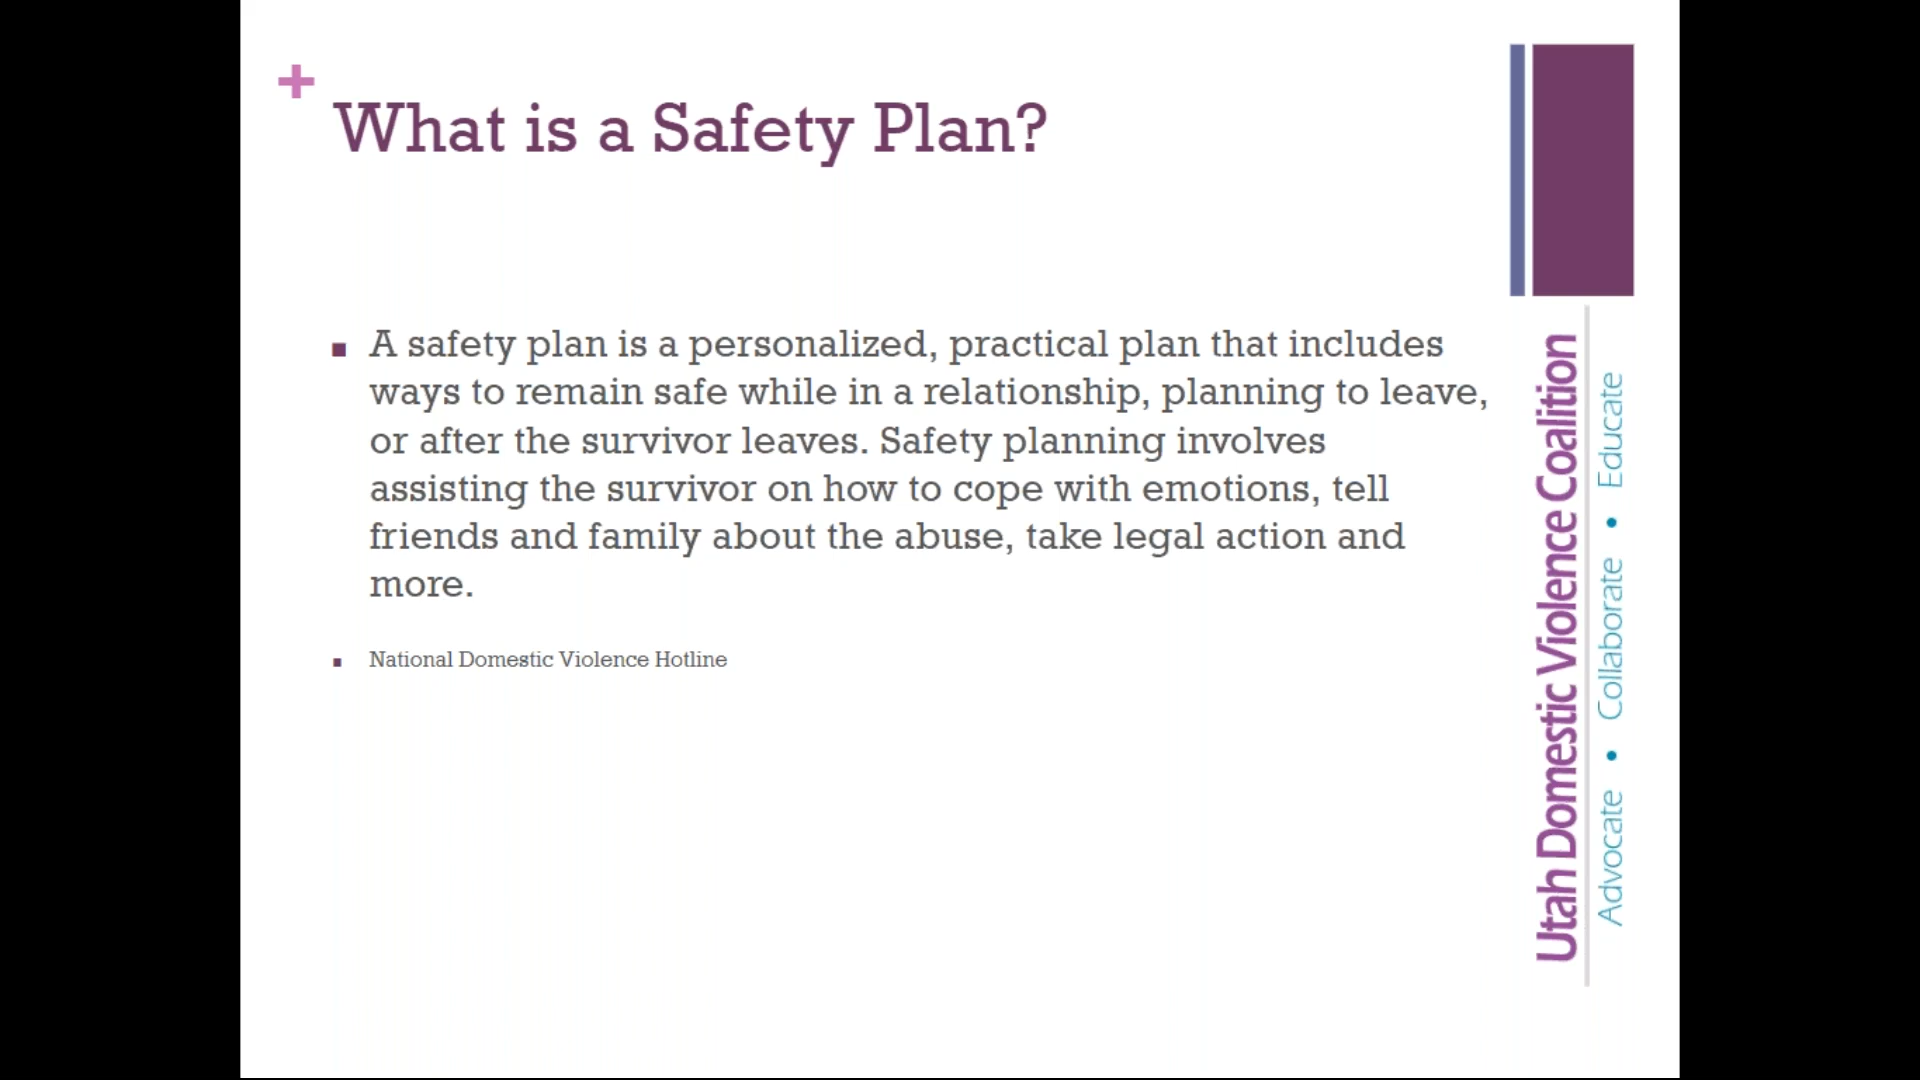 +
What is a Safety Plan?
▪ A safety plan is a personalized, practical plan that includes
ways to remain safe while in a relationship, planning to leave,
or after the survivor leaves. Safety planning involves
assisting the survivor on how to cope with emotions, tell
friends and family about the abuse, take legal action and
more.
▪ National Domestic Violence Hotline
Utah Domestic Violence Coalition
Advocate • Collaborate • Educate